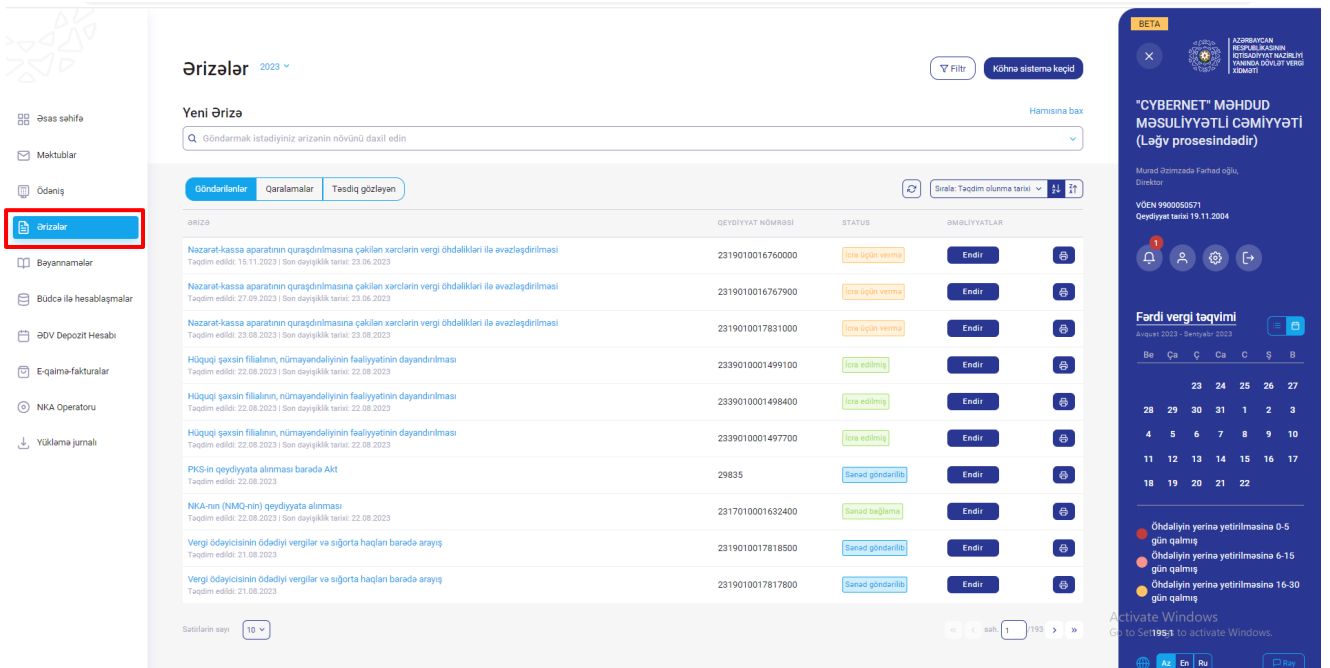 Əsas səhifə
Məktublar
Ödəniş
Ərizələr
Bəyannamələr
Büdcə ilə hesablaşmalar
ƏDV Depozit Hesabı
E-qaimə-fakturalar
NKA Operatoru
Yükləmə jurnalı
Ərizələr 2023
Filtr
Köhnə sistemə keçid
Yeni Ərizə
Hamısına bax
Göndərmək istədiyiniz ərizənin növünü daxil edin
Göndərilənlər Qaralamalar Təsdiq gözləyən
Sırala: Təqdim olunma tarixi
ƏRİZƏ QEYDİYYAT NÖMRƏSİ STATUS ƏMƏLİYYATLAR
Nəzarət-kassa aparatının quraşdırılmasına çəkilən xərclərin vergi öhdəlikləri ilə əvəzləşdirilməsi
Təqdim edildi: 15.11.2023 | Son dəyişiklik tarixi: 23.06.2023
2319010016760000 İcra üçün vermə Endir
Nəzarət-kassa aparatının quraşdırılmasına çəkilən xərclərin vergi öhdəlikləri ilə əvəzləşdirilməsi
Təqdim edildi: 27.09.2023 | Son dəyişiklik tarixi: 23.06.2023
2319010016767900 İcra üçün vermə Endir
Nəzarət-kassa aparatının quraşdırılmasına çəkilən xərclərin vergi öhdəlikləri ilə əvəzləşdirilməsi
Təqdim edildi: 23.08.2023 | Son dəyişiklik tarixi: 23.08.2023
2319010017831000 İcra üçün vermə Endir
Hüquqi şəxsin filialının, nümayəndəliyinin fəaliyyətinin dayandırılması
Təqdim edildi: 22.08.2023 | Son dəyişiklik tarixi: 22.08.2023
2339010001499100 İcra edilmiş Endir
Hüquqi şəxsin filialının, nümayəndəliyinin fəaliyyətinin dayandırılması
Təqdim edildi: 22.08.2023 | Son dəyişiklik tarixi: 22.08.2023
2339010001498400 İcra edilmiş Endir
Hüquqi şəxsin filialının, nümayəndəliyinin fəaliyyətinin dayandırılması
Təqdim edildi: 22.08.2023 | Son dəyişiklik tarixi: 22.08.2023
2339010001497700 İcra edilmiş Endir
PKS-in qeydiyyata alınması barədə Akt
Təqdim edildi: 22.08.2023
29835 Sənəd göndərilib Endir
NKA-nın (NMQ-nin) qeydiyyata alınması
Təqdim edildi: 22.08.2023 | Son dəyişiklik tarixi: 22.08.2023
2317010001632400 Sənəd bağlama Endir
Vergi ödəyicisinin ödədiyi vergilər və sığorta haqları barədə arayış
Təqdim edildi: 21.08.2023
2319010017818500 Sənəd göndərilib Endir
Vergi ödəyicisinin ödədiyi vergilər və sığorta haqları barədə arayış
Təqdim edildi: 21.08.2023
2319010017817800 Sənəd göndərilib Endir
Sətirlərin sayı 10
səh. 1 /193
BETA
AZƏRBAYCAN
RESPUBLİKASININ
İQTİSADİYYAT NAZİRLİYİ
YANINDA DÖVLƏT VERGİ
XİDMƏTİ
"CYBERNET" MƏHDUD
MƏSULİYYƏTLİ CƏMİYYƏTİ
(Ləğv prosesindədir)
Murad Əzimzadə Fərhad oğlu,
Direktor
VÖEN 9900050571
Qeydiyyat tarixi 19.11.2004
1
Fərdi vergi təqvimi
Avqust 2023 - Sentyabr 2023
Be Ça Ç Ca C Ş B
23 24 25 26 27
28 29 30 31 1 2 3
4 5 6 7 8 9 10
11 12 13 14 15 16 17
18 19 20 21 22
Öhdəliyin yerinə yetirilməsinə 0-5
gün qalmış
Öhdəliyin yerinə yetirilməsinə 6-15
gün qalmış
Öhdəliyin yerinə yetirilməsinə 16-30
gün qalmış
Activate Windows
Go to Settings to activate Windows.
Az En Ru
Rəy